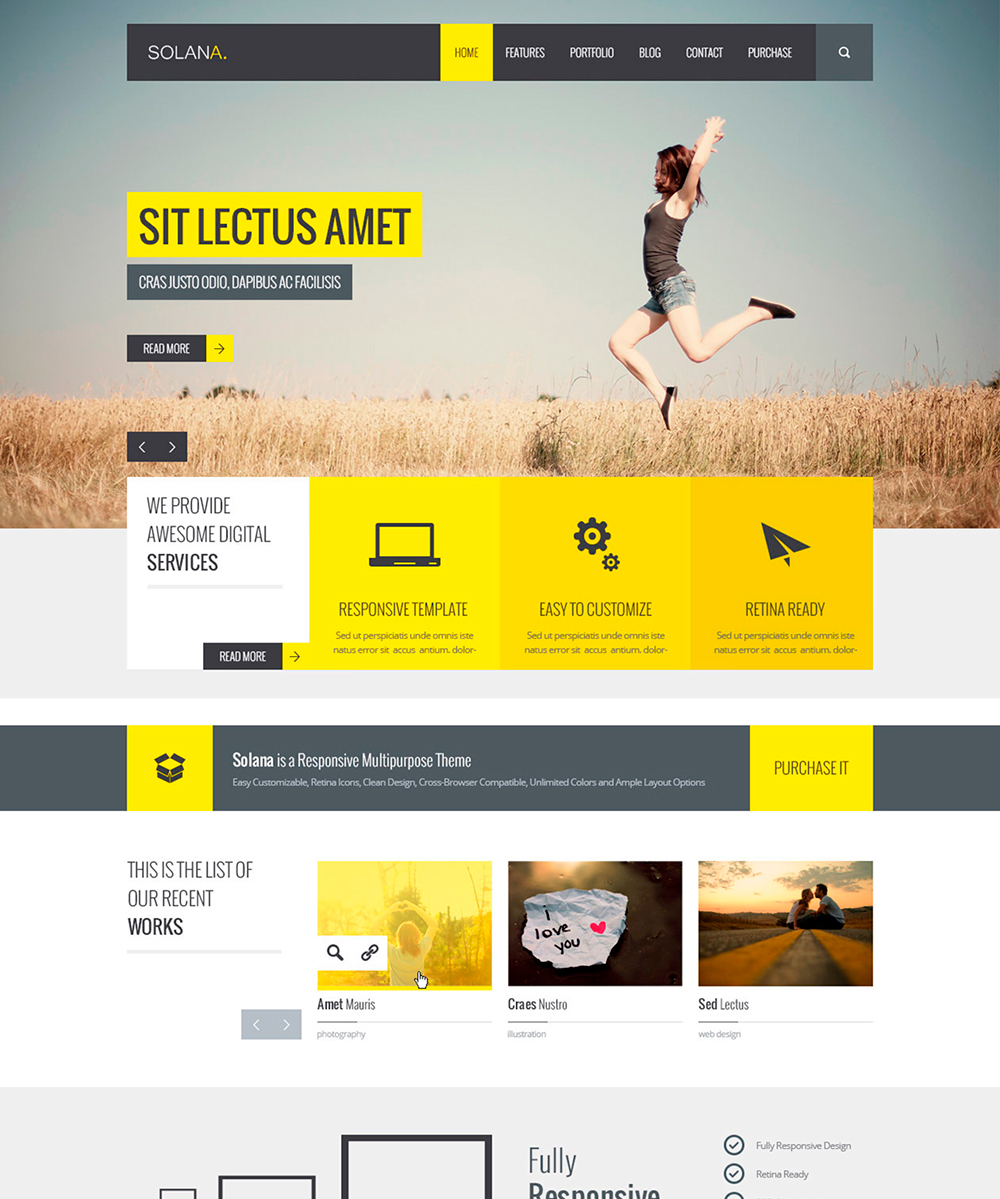 SOLANA.
HOME FEATURES PORTFOLIO BLOG CONTACT PURCHASE
SIT LECTUS AMET
CRAS JUSTO ODIO, DAPIBUS AC FACILISIS
READ MORE
WE PROVIDE
AWESOME DIGITAL
SERVICES
READ MORE
RESPONSIVE TEMPLATE
Sed ut perspiciatis unde omnis iste
natus error sit accus antium. dolor-
EASY TO CUSTOMIZE
Sed ut perspiciatis unde omnis iste
natus error sit accus antium. dolor-
RETINA READY
Sed ut perspiciatis unde omnis iste
natus error sit accus antium. dolor-
Solana is a Responsive Multipurpose Theme
Easy Customizable, Retina Icons, Clean Design, Cross-Browser Compatible, Unlimited Colors and Ample Layout Options
PURCHASE IT
THIS IS THE LIST OF
OUR RECENT
WORKS
Amet Mauris
photography
i
love
you
Craes Nustro
illustration
Sed Lectus
web design
Fully
Responsive
Fully Responsive Design
Retina Ready